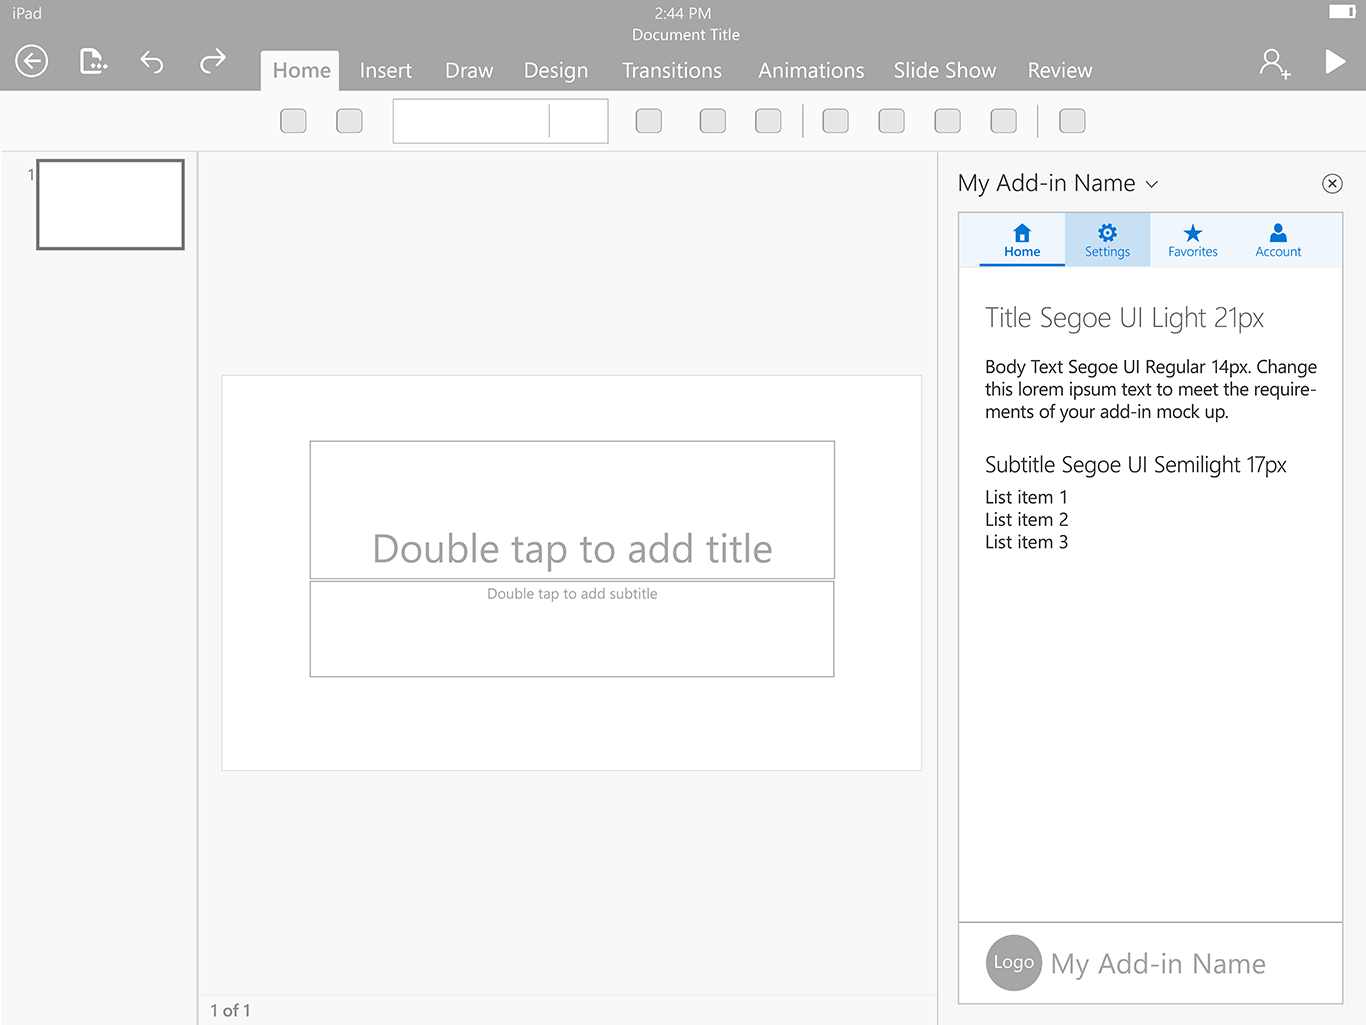 iPad
2:44 PM
Document Title
Home Insert Draw Design Transitions Animations Slide Show Review
1
My Add-in Name
Home Settings Favorites Account
Title Segoe UI Light 21px
Body Text Segoe UI Regular 14px. Change
this lorem ipsum text to meet the require-
ments of your add-in mock up.
Subtitle Segoe UI Semilight 17px
List item 1
List item 2
List item 3
Double tap to add title
Double tap to add subtitle
Logo My Add-in Name
1 of 1